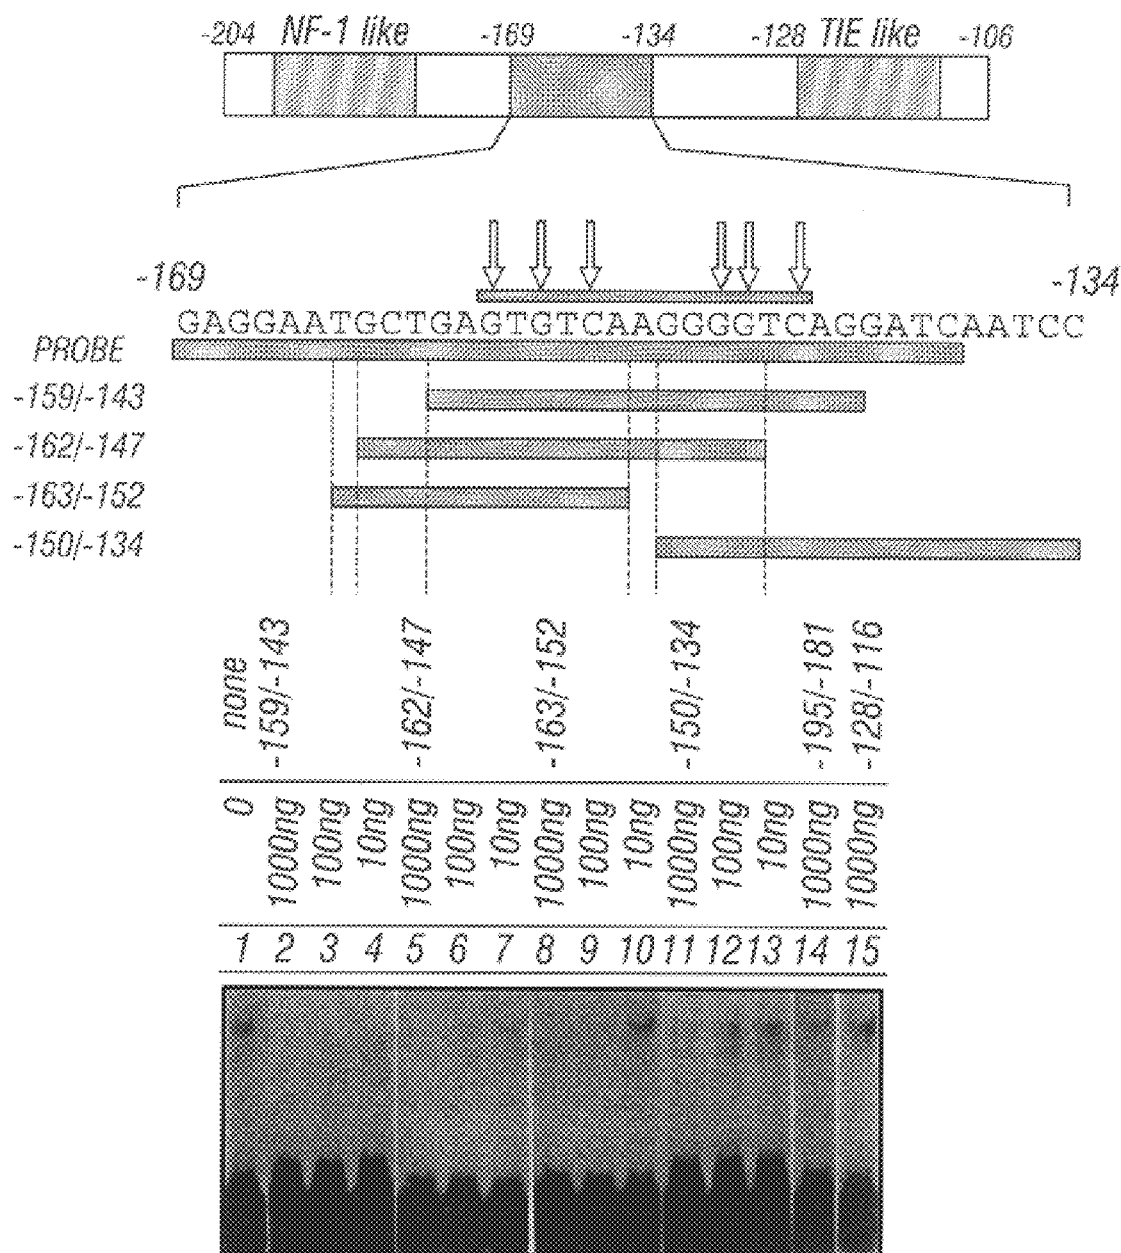 -204 NF-1 like -169 -134 -128 TIE like -106
-169 -134
GAGGAATGCTGAGTGTCAAGGGGTCAGGATCAATCC
PROBE
-159/-143
-162/-147
-163/-152
-150/-134
none -159/-143 -162/-147 -163/-152 -150/-134 -195/-181 -128/-116
0 1000ng 100ng 10ng 1000ng 100ng 10ng 1000ng 100ng 10ng 1000ng 100ng 10ng 1000ng 1000ng
1 2 3 4 5 6 7 8 9 10 11 12 13 14 15